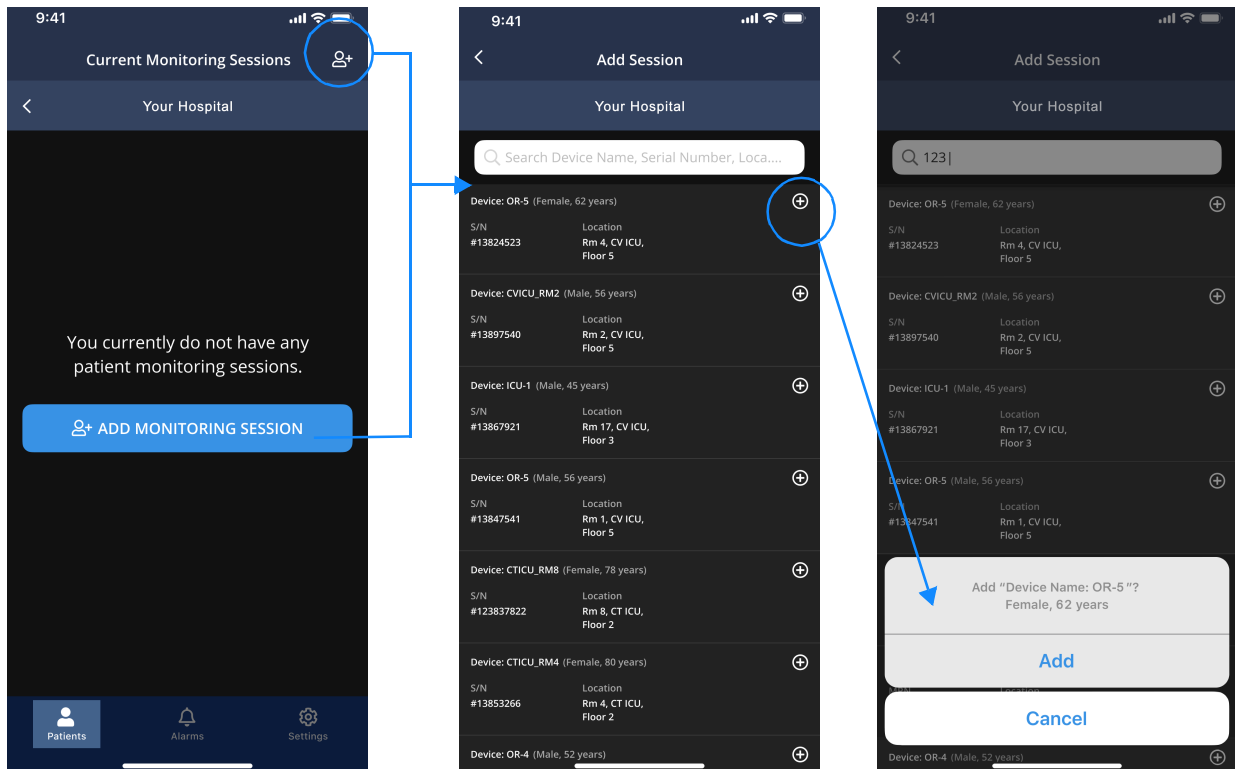 9:41
Current Monitoring Sessions
Your Hospital
You currently do not have any
patient monitoring sessions.
ADD MONITORING SESSION
Patients
Alarms
Settings
9:41
Add Session
Your Hospital
Search Device Name, Serial Number, Loca....
Device: OR-5 (Female, 62 years)
S/N Location
#13824523 Rm 4, CV ICU,
Floor 5
Device: CVICU_RM2 (Male, 56 years)
S/N Location
#13897540 Rm 2, CV ICU,
Floor 5
Device: ICU-1 (Male, 45 years)
S/N Location
#13867921 Rm 17, CV ICU,
Floor 3
Device: OR-5 (Male, 56 years)
S/N Location
#13847541 Rm 1, CV ICU,
Floor 5
Device: CTICU_RM8 (Female, 78 years)
S/N Location
#123837822 Rm 8, CT ICU,
Floor 2
Device: CTICU_RM4 (Female, 80 years)
S/N Location
#13853266 Rm 4, CT ICU,
Floor 2
Device: OR-4 (Male, 52 years)
9:41
Add Session
Your Hospital
123
Device: OR-5 (Female, 62 years)
S/N Location
#13824523 Rm 4, CV ICU,
Floor 5
Device: CVICU_RM2 (Male, 56 years)
S/N Location
#13897540 Rm 2, CV ICU,
Floor 5
Device: ICU-1 (Male, 45 years)
S/N Location
#13867921 Rm 17, CV ICU,
Floor 3
Device: OR-5 (Male, 56 years)
S/N Location
#13847541 Rm 1, CV ICU,
Floor 5
Add “Device Name: OR-5”?
Female, 62 years
Add
MRN Location
Cancel
Device: OR-4 (Male, 52 years)